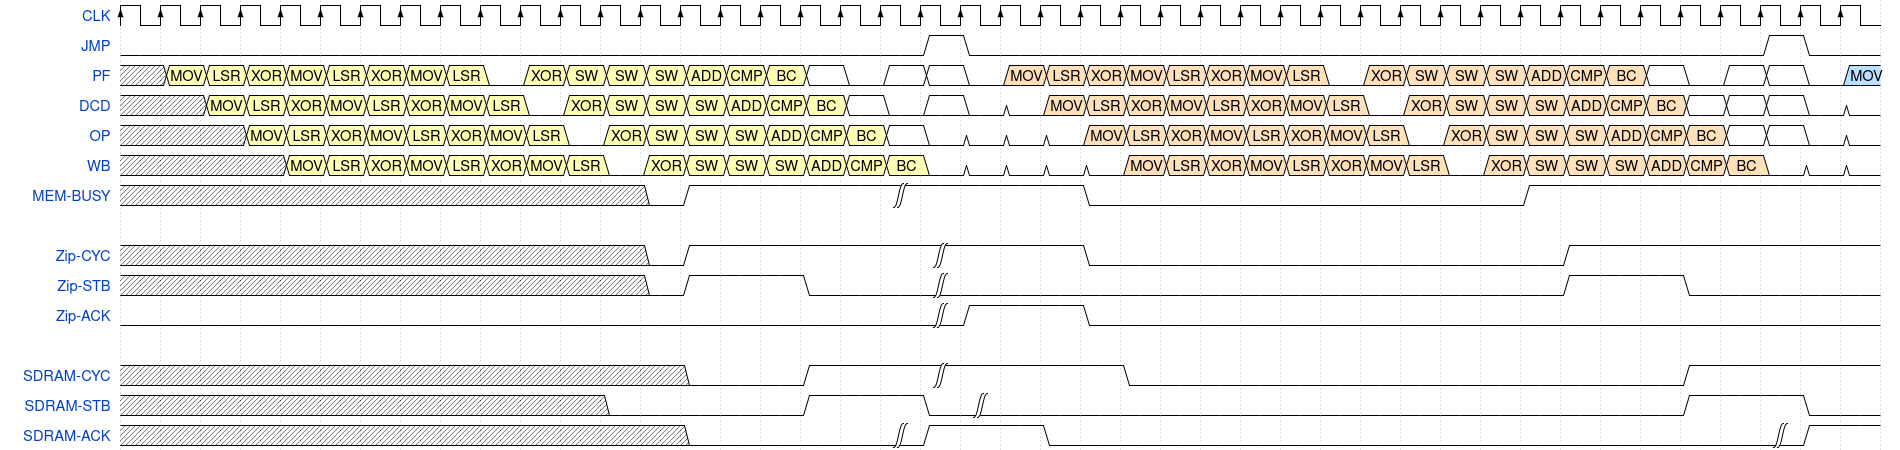 CLK
JMP
PF MOV LSR XOR MOV LSR XOR MOV LSR XOR SW SW SW ADD CMP BC MOV LSR XOR MOV LSR XOR MOV LSR XOR SW SW SW ADD CMP BC MOV
DCD MOV LSR XOR MOV LSR XOR MOV LSR XOR SW SW SW ADD CMP BC MOV LSR XOR MOV LSR XOR MOV LSR XOR SW SW SW ADD CMP BC
OP MOV LSR XOR MOV LSR XOR MOV LSR XOR SW SW SW ADD CMP BC MOV LSR XOR MOV LSR XOR MOV LSR XOR SW SW SW ADD CMP BC
WB MOV LSR XOR MOV LSR XOR MOV LSR XOR SW SW SW ADD CMP BC MOV LSR XOR MOV LSR XOR MOV LSR XOR SW SW SW ADD CMP BC
MEM-BUSY
Zip-CYC
Zip-STB
Zip-ACK
SDRAM-CYC
SDRAM-STB
SDRAM-ACK